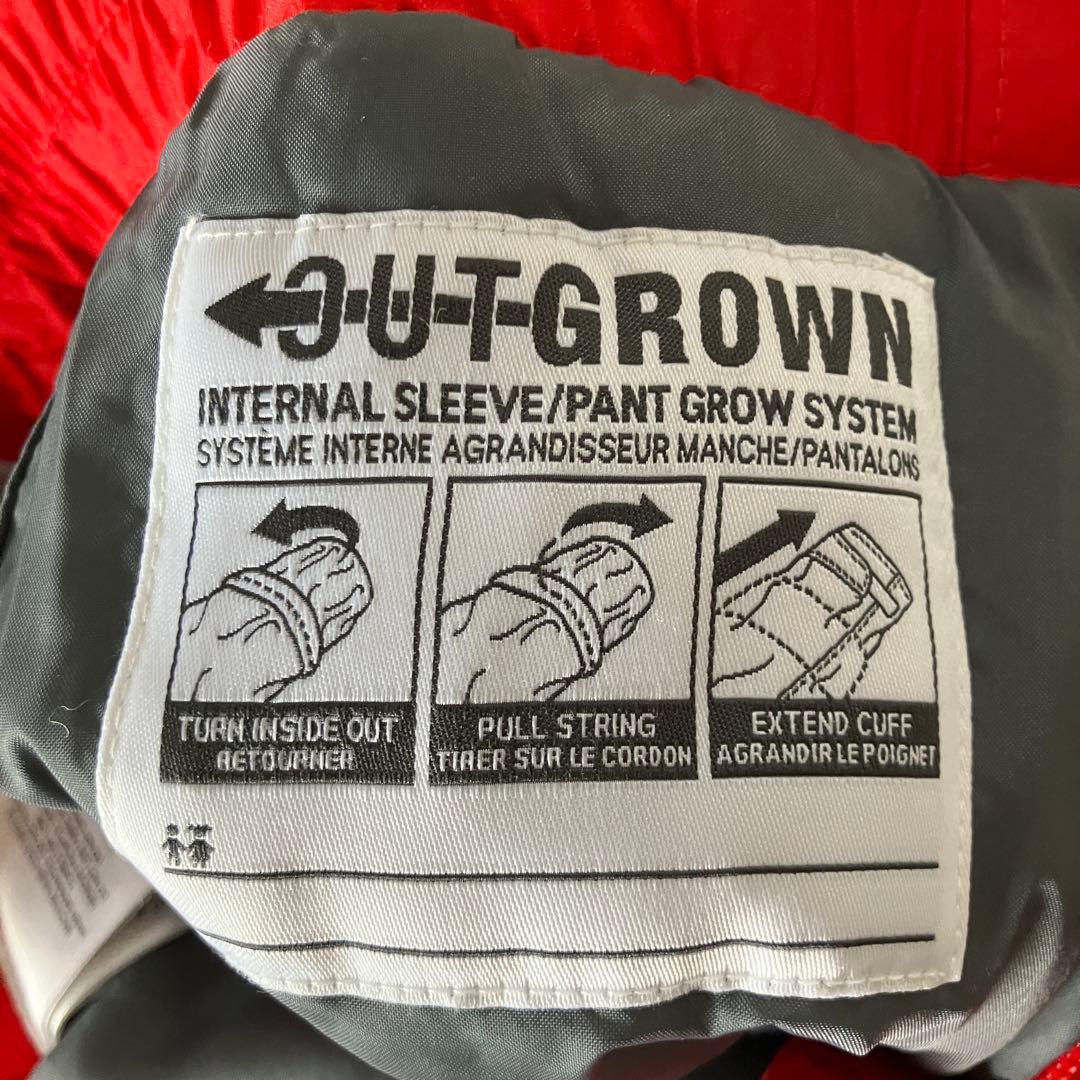 OUTGROWN
INTERNAL SLEEVE/PANT GROW SYSTEM
SYSTÈME INTERNE AGRANDISSEUR MANCHE/PANTALONS
TURN INSIDE OUT
RETOURNER
PULL STRING
TIRER SUR LE CORDON
EXTEND CUFF
AGRANDIR LE POIGNET